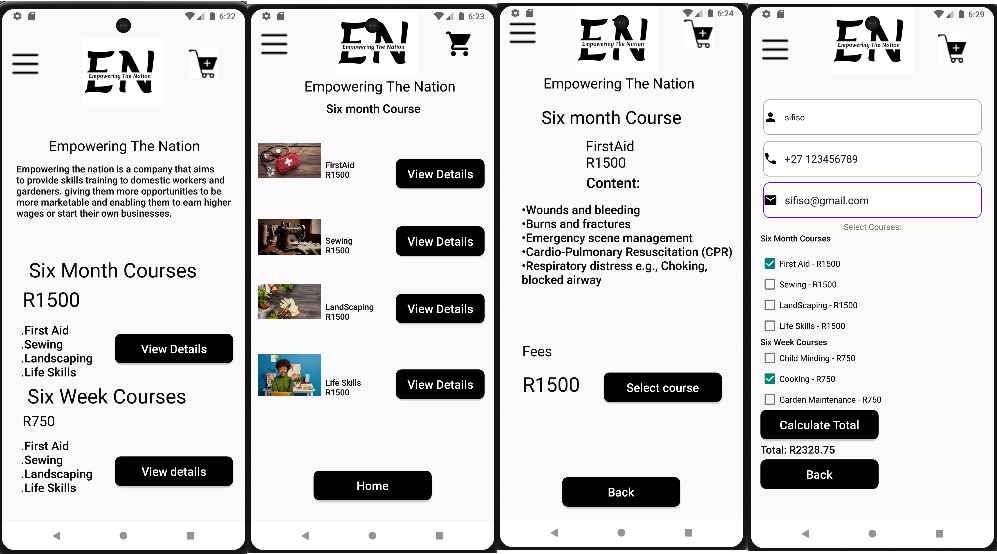 6:22
EN
Empowering The Nation
Empowering The Nation
Empowering the nation is a company that aims
to provide skills training to domestic workers and
gardeners. giving them more opportunities to be
more marketable and enabling them to earn higher
wages or start their own businesses.
Six Month Courses
R1500
.First Aid
.Sewing
.Landscaping
.Life Skills
View Details
Six Week Courses
R750
.First Aid
.Sewing
.Landscaping
.Life Skills
View details
6:23
EN
Empowering The Nation
Empowering The Nation
Six month Course
FirstAid
R1500
View Details
Sewing
R1500
View Details
LandScaping
R1500
View Details
Life Skills
R1500
View Details
Home
6:24
EN
Empowering The Nation
Empowering The Nation
Six month Course
FirstAid
R1500
Content:
•Wounds and bleeding
•Burns and fractures
•Emergency scene management
•Cardio-Pulmonary Resuscitation (CPR)
•Respiratory distress e.g., Choking,
blocked airway
Fees
R1500
Select course
Back
6:29
EN
Empowering The Nation
sifiso
+27 123456789
sifiso@gmail.com
Select Courses:
Six Month Courses
First Aid - R1500
Sewing - R1500
LandScaping - R1500
Life Skills - R1500
Six Week Courses
Child Minding - R750
Cooking - R750
Garden Maintenance - R750
Calculate Total
Total: R2328.75
Back